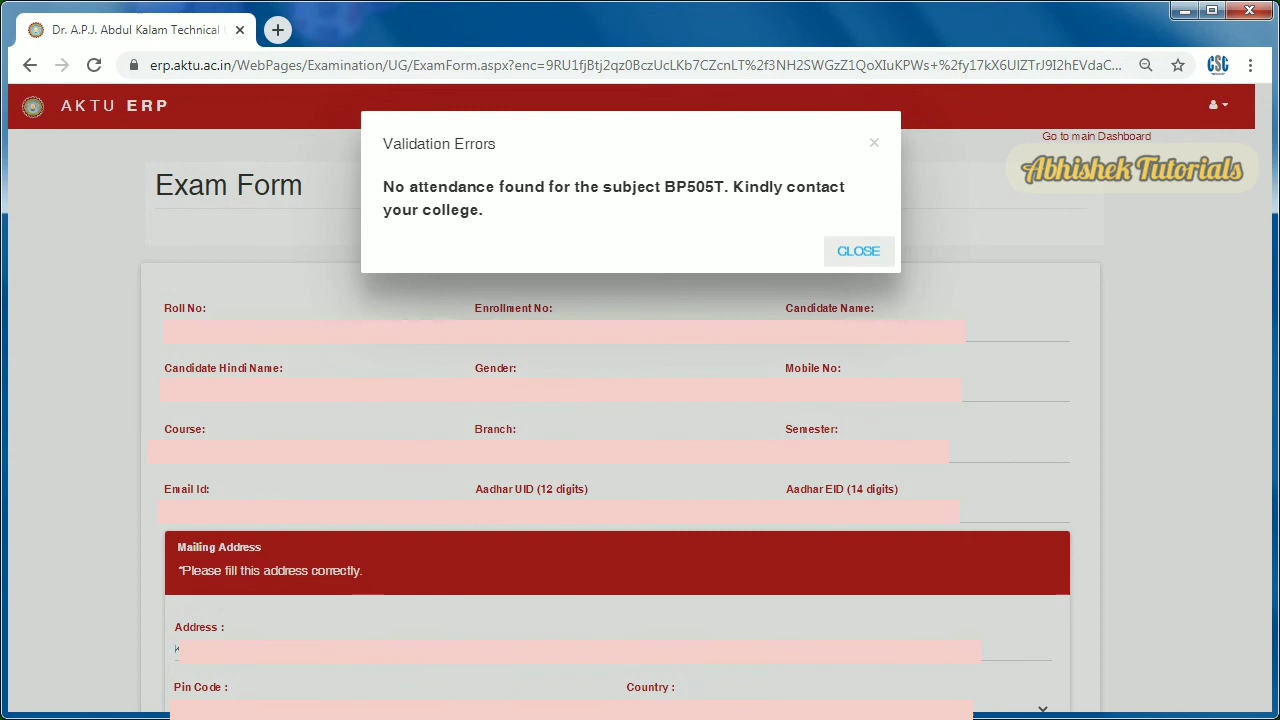 Dr. A.P.J. Abdul Kalam Technical
erp.aktu.ac.in/WebPages/Examination/UG/ExamForm.aspx?enc=9RU1fjBtj2qz0BczUcLKb7CZcnLT%2f3NH2SWGzZ1QoXIuKPWs+%2fy17kX6UlZTrJ9I2hEVdaC...
CSC
AKTU ERP
Go to main Dashboard
Abhishek Tutorials
Exam Form
Validation Errors
No attendance found for the subject BP505T. Kindly contact
your college.
CLOSE
Roll No: Enrollment No: Candidate Name:
Candidate Hindi Name: Gender: Mobile No:
Course: Branch: Semester:
Email Id: Aadhar UID (12 digits) Aadhar EID (14 digits)
Mailing Address
*Please fill this address correctly.
Address :
Pin Code : Country :